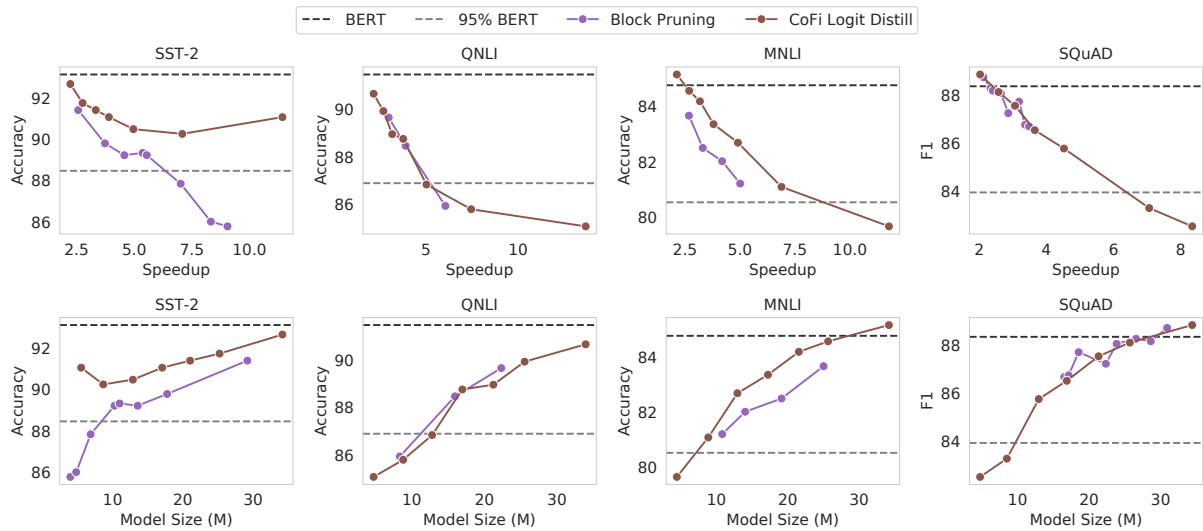 BERT 95% BERT Block Pruning CoFi Logit Distill
SST-2 QNLI MNLI SQuAD
Accuracy Accuracy Accuracy F1
92 90 88 86
90 88 86
84 82 80
88 86 84
2.5 5.0 7.5 10.0
5 10
2.5 5.0 7.5 10.0
2 4 6 8
Speedup Speedup Speedup Speedup
SST-2 QNLI MNLI SQuAD
Accuracy Accuracy Accuracy F1
92 90 88 86
90 88 86
84 82 80
88 86 84
10 20 30
10 20 30
10 20 30
10 20 30
Model Size (M) Model Size (M) Model Size (M) Model Size (M)